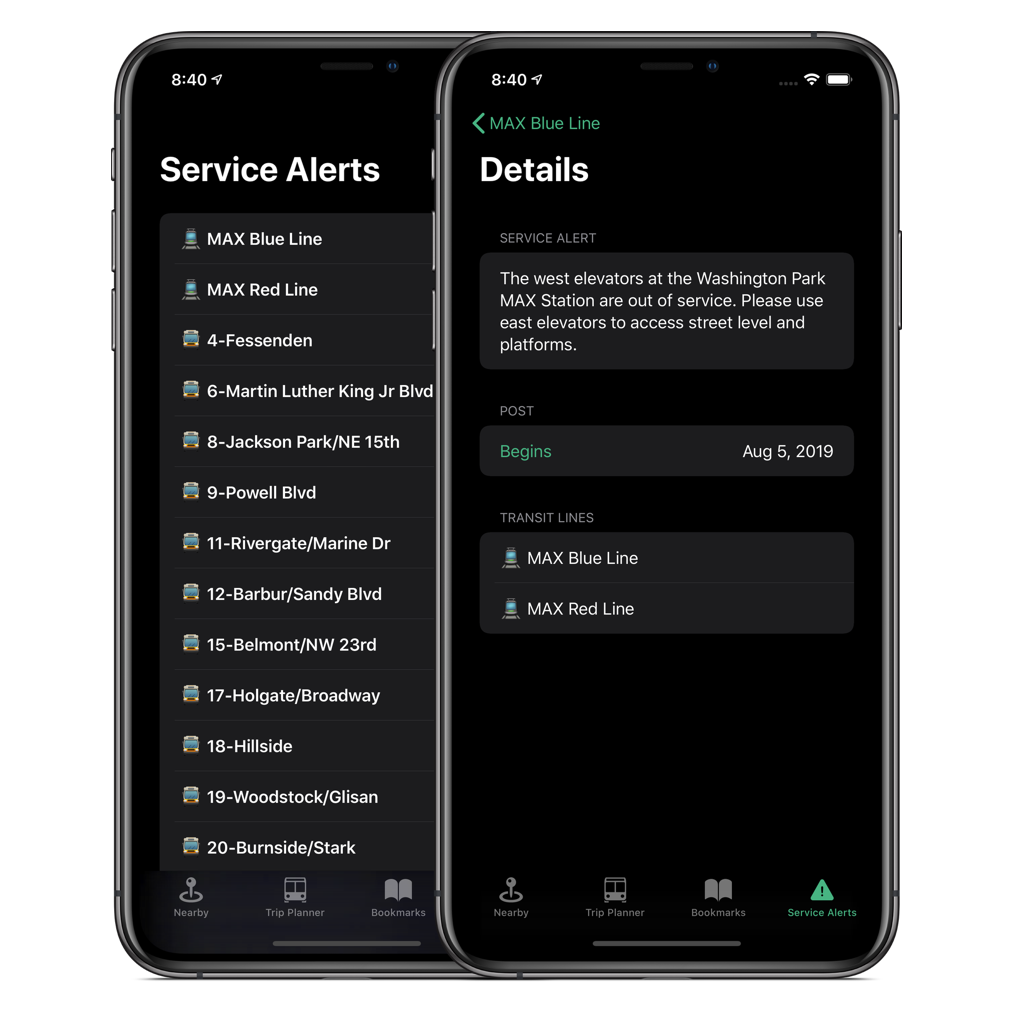 8:40
Service Alerts
MAX Blue Line
MAX Red Line
4-Fessenden
6-Martin Luther King Jr Blvd
8-Jackson Park/NE 15th
9-Powell Blvd
11-Rivergate/Marine Dr
12-Barbur/Sandy Blvd
15-Belmont/NW 23rd
17-Holgate/Broadway
18-Hillside
19-Woodstock/Glisan
20-Burnside/Stark
Nearby
Trip Planner
Bookmarks
8:40
MAX Blue Line
Details
SERVICE ALERT
The west elevators at the Washington Park
MAX Station are out of service. Please use
east elevators to access street level and
platforms.
POST
Begins Aug 5, 2019
TRANSIT LINES
MAX Blue Line
MAX Red Line
Nearby
Trip Planner
Bookmarks
Service Alerts